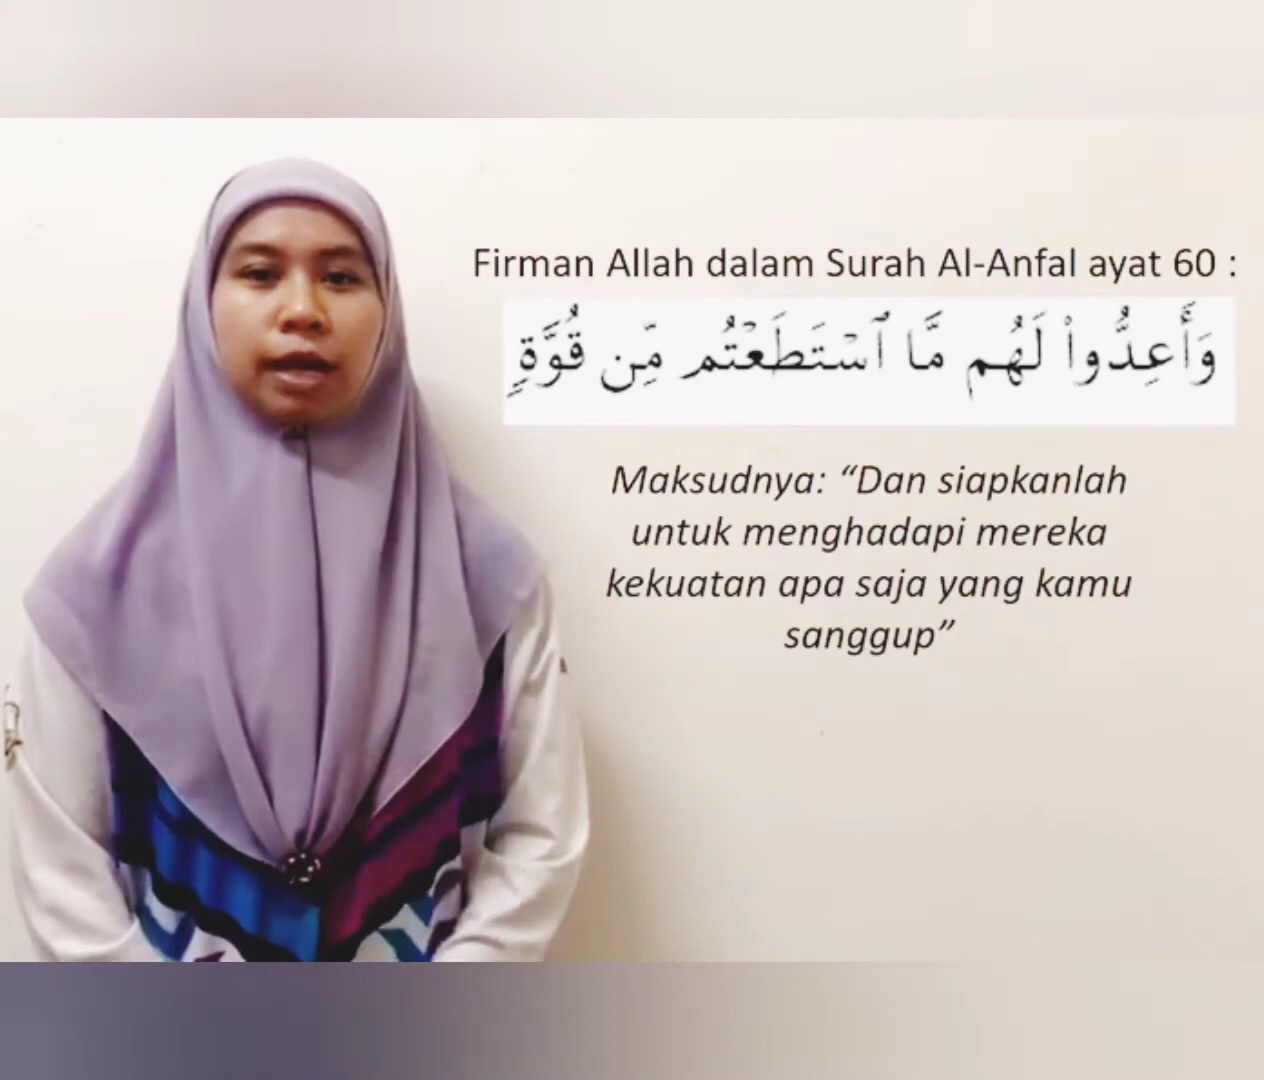 Firman Allah dalam Surah Al-Anfal ayat 60 :
وَأَعِدُّوا۟ لَهُم مَّا ٱسْتَطَعْتُم مِّن قُوَّةٍ
Maksudnya: “Dan siapkanlah
untuk menghadapi mereka
kekuatan apa saja yang kamu
sanggup”